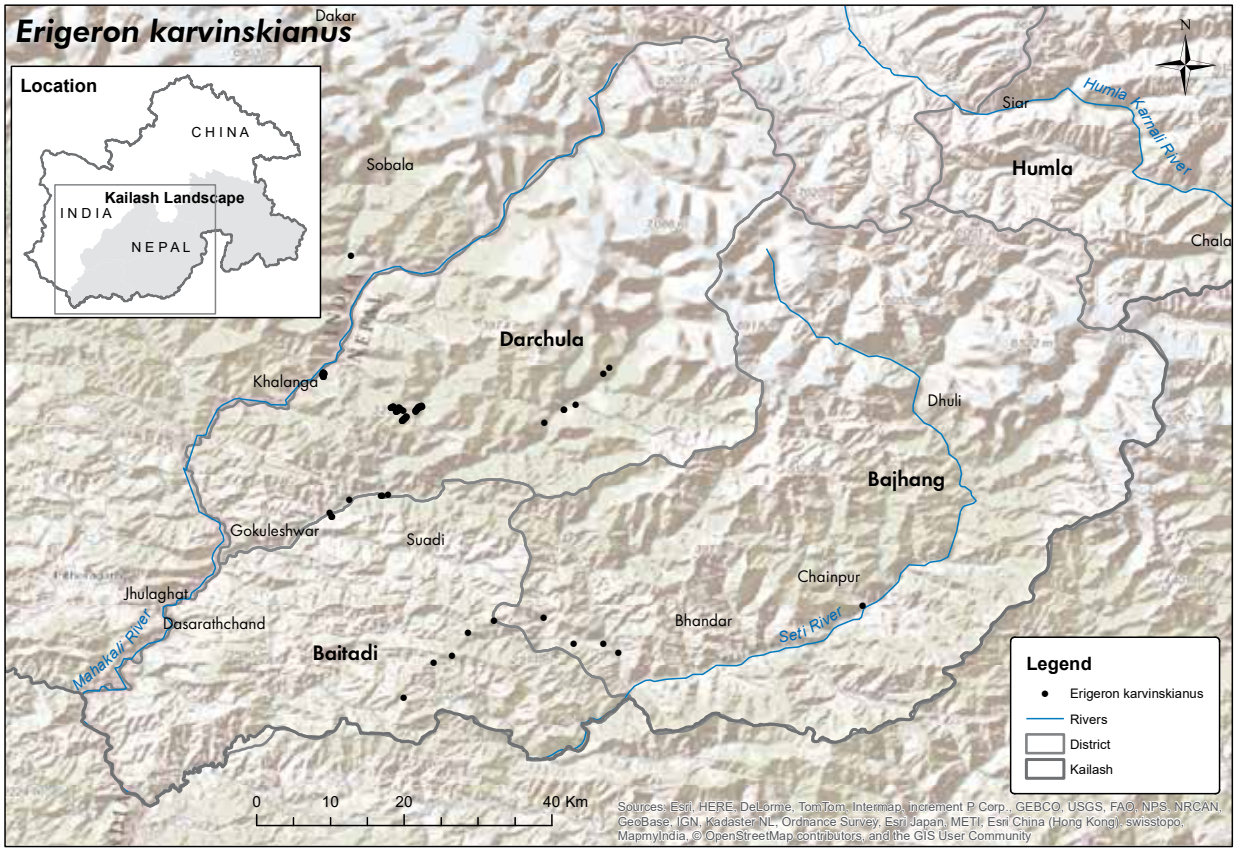 Dakar
Erigeron karvinskianus
N
Location
CHINA
Kailash Landscape
INDIA
NEPAL
Siar
Humla Karnali River
Sobala
Humla
Chala
NEPAL
Darchula
Khalanga
Dhuli
Bajhang
Gokuleshwar
Suadi
Chainpur
Jhulaghat
Dasarathchand
Bhandar
Seti River
Mahakali River
Baitadi
Legend
Erigeron karvinskianus
Rivers
District
Kailash
0 10 20 40 Km
Sources: Esri, HERE, DeLorme, TomTom, Intermap, increment P Corp., GEBCO, USGS, FAO, NPS, NRCAN,
GeoBase, IGN, Kadaster NL, Ordnance Survey, Esri Japan, METI, Esri China (Hong Kong), swisstopo,
MapmyIndia, © OpenStreetMap contributors, and the GIS User Community